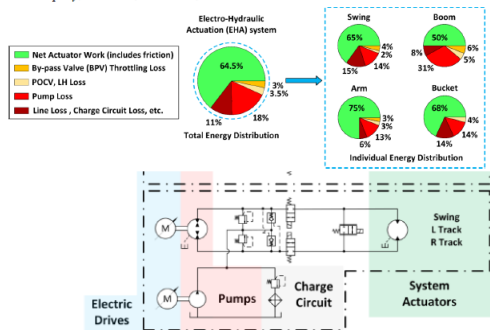 Electro-Hydraulic
Actuation (EHA) system
Net Actuator Work (includes friction)
By-pass Valve (BPV) Throttling Loss
POCV, LH Loss
Pump Loss
Line Loss , Charge Circuit Loss, etc.
64.5%
3%
3.5%
18%
11%
Total Energy Distribution
Swing
65%
4%
2%
14%
15%
Boom
50%
6%
5%
31%
8%
Arm
75%
3%
3%
13%
6%
Bucket
68%
4%
14%
14%
Individual Energy Distribution
M
E
Swing
L Track
R Track
M
Electric
Drives
Pumps
Charge
Circuit
System
Actuators